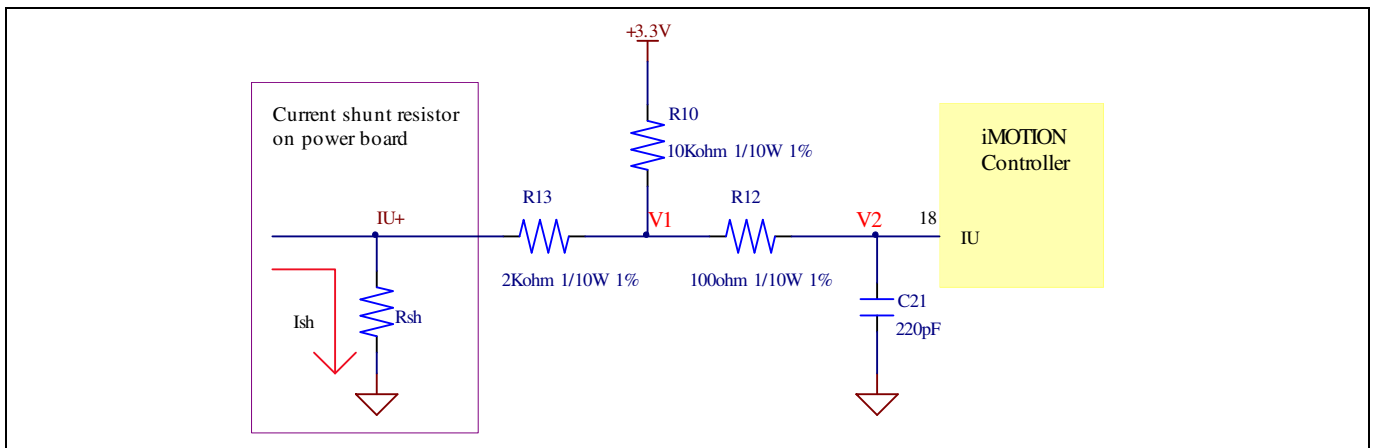 +3.3V
Current shunt resistor
on power board
R10
10Kohm 1/10W 1%
iMOTION
Controller
IU+
R13
V1
R12
V2
18
IU
2Kohm 1/10W 1%
100ohm 1/10W 1%
Ish
Rsh
C21
220pF